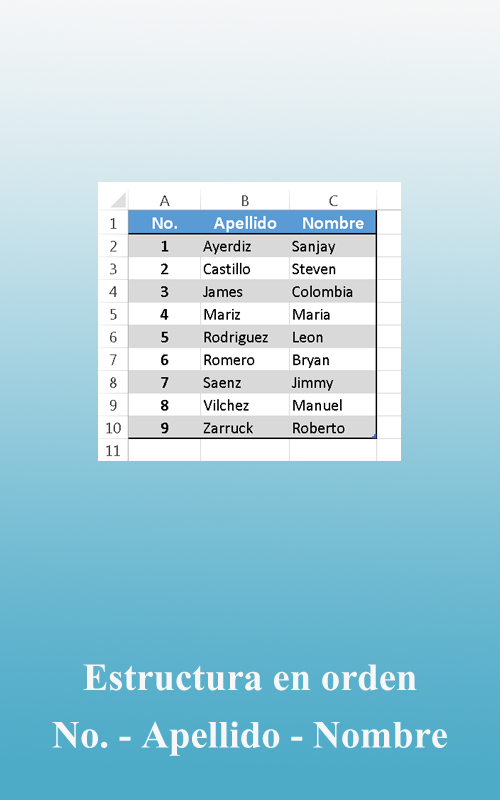 A B C
1 No. Apellido Nombre
2 1 Ayerdiz Sanjay
3 2 Castillo Steven
4 3 James Colombia
5 4 Mariz Maria
6 5 Rodriguez Leon
7 6 Romero Bryan
8 7 Saenz Jimmy
9 8 Vilchez Manuel
10 9 Zarruck Roberto
11
Estructura en orden
No. - Apellido - Nombre